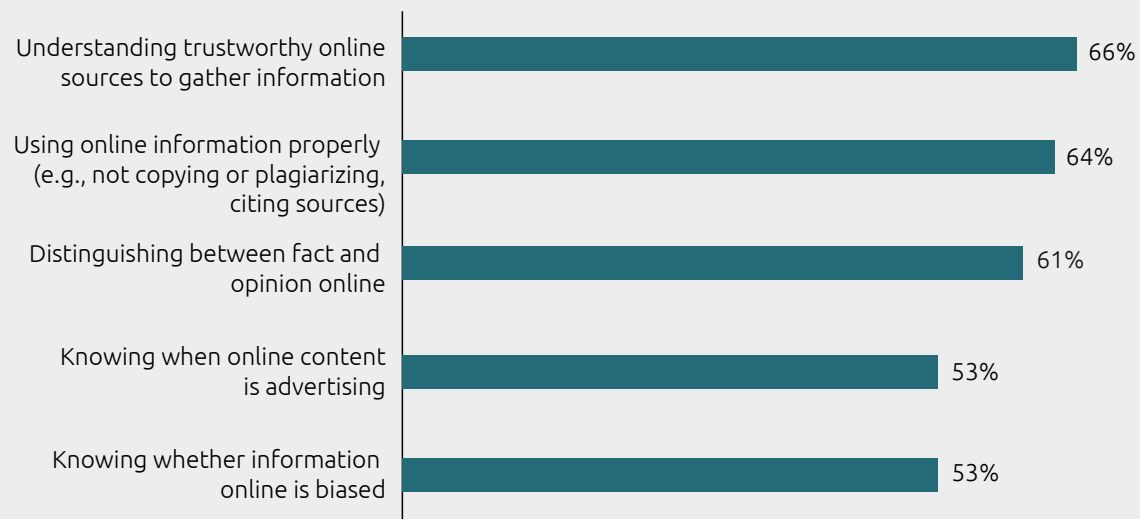 Understanding trustworthy online
sources to gather information
66%
Using online information properly
(e.g., not copying or plagiarizing,
citing sources)
64%
Distinguishing between fact and
opinion online
61%
Knowing when online content
is advertising
53%
Knowing whether information
online is biased
53%